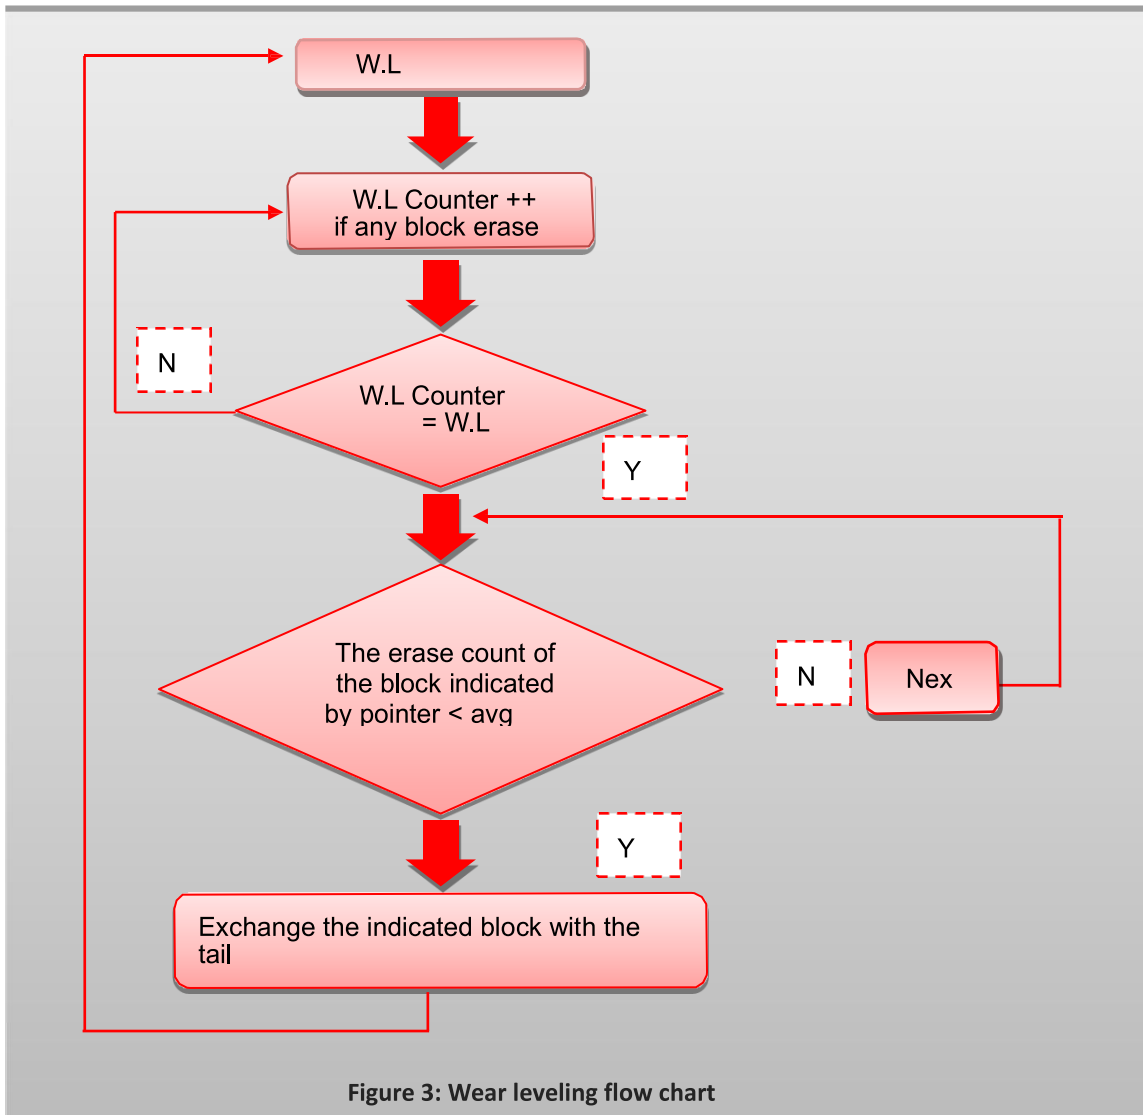 W.L
W.L Counter ++
if any block erase
N
W.L Counter
= W.L
Y
The erase count of
the block indicated
by pointer < avg
N
Nex
Y
Exchange the indicated block with the
tail
Figure 3: Wear leveling flow chart